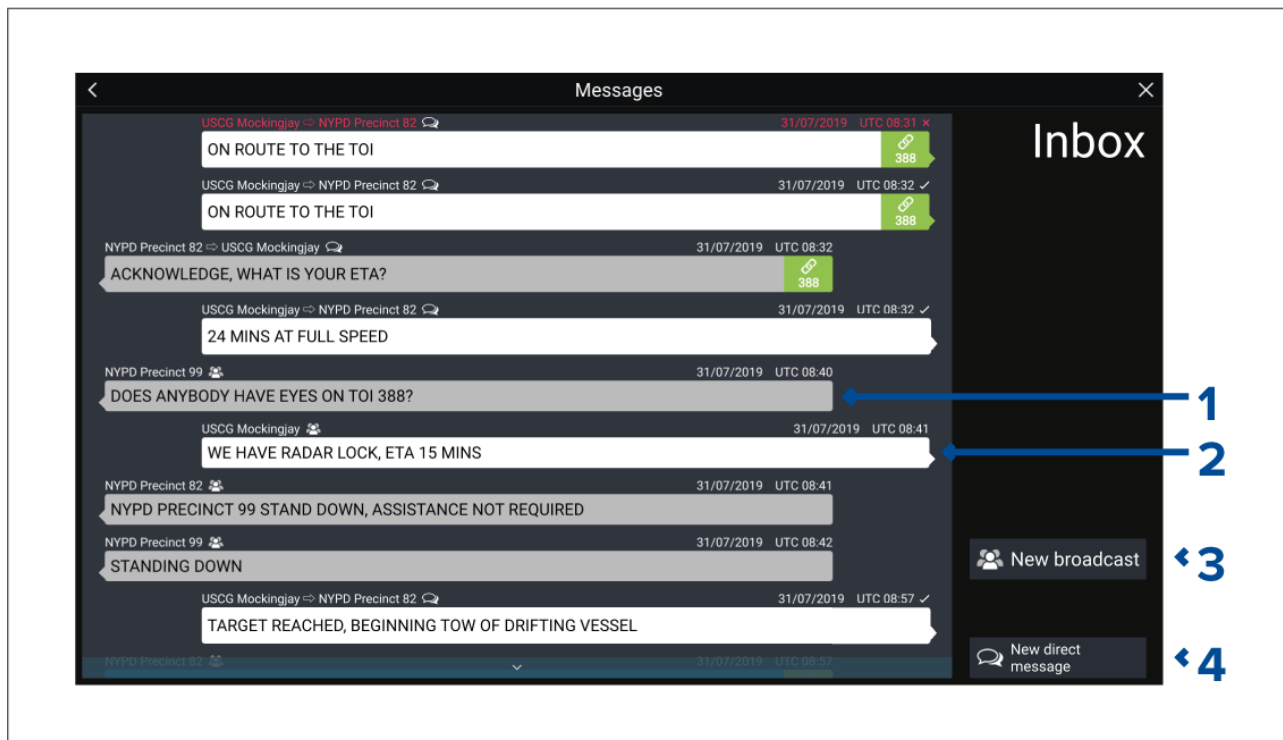 Messages
Inbox
USCG Mockingjay ⇨ NYPD Precinct 82 31/07/2019 UTC 08:31 ×
ON ROUTE TO THE TOI 388
USCG Mockingjay ⇨ NYPD Precinct 82 31/07/2019 UTC 08:32 ✓
ON ROUTE TO THE TOI 388
NYPD Precinct 82 ⇨ USCG Mockingjay 31/07/2019 UTC 08:32
ACKNOWLEDGE, WHAT IS YOUR ETA? 388
USCG Mockingjay ⇨ NYPD Precinct 82 31/07/2019 UTC 08:32 ✓
24 MINS AT FULL SPEED
NYPD Precinct 99 31/07/2019 UTC 08:40
DOES ANYBODY HAVE EYES ON TOI 388?
1
USCG Mockingjay 31/07/2019 UTC 08:41
WE HAVE RADAR LOCK, ETA 15 MINS
2
NYPD Precinct 82 31/07/2019 UTC 08:41
NYPD PRECINCT 99 STAND DOWN, ASSISTANCE NOT REQUIRED
NYPD Precinct 99 31/07/2019 UTC 08:42
STANDING DOWN
New broadcast
3
USCG Mockingjay ⇨ NYPD Precinct 82 31/07/2019 UTC 08:57 ✓
TARGET REACHED, BEGINNING TOW OF DRIFTING VESSEL
NYPD Precinct 82 31/07/2019 UTC 08:57
New direct
message
4